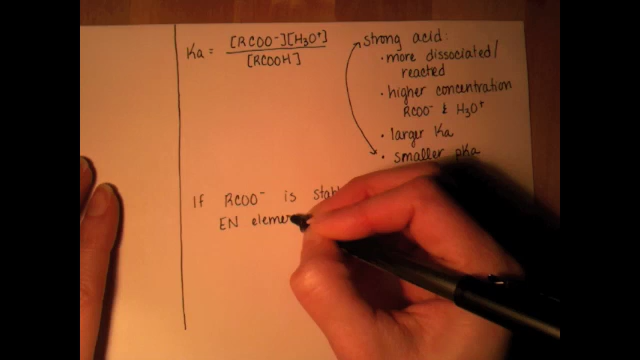 Ka = [RCOO⁻][H₃O⁺]
[RCOOH]
strong acid:
• more dissociated/
reacted
• higher concentration
RCOO⁻ & H₃O⁺
• larger Ka
• smaller pKa
If RCOO⁻ is
EN